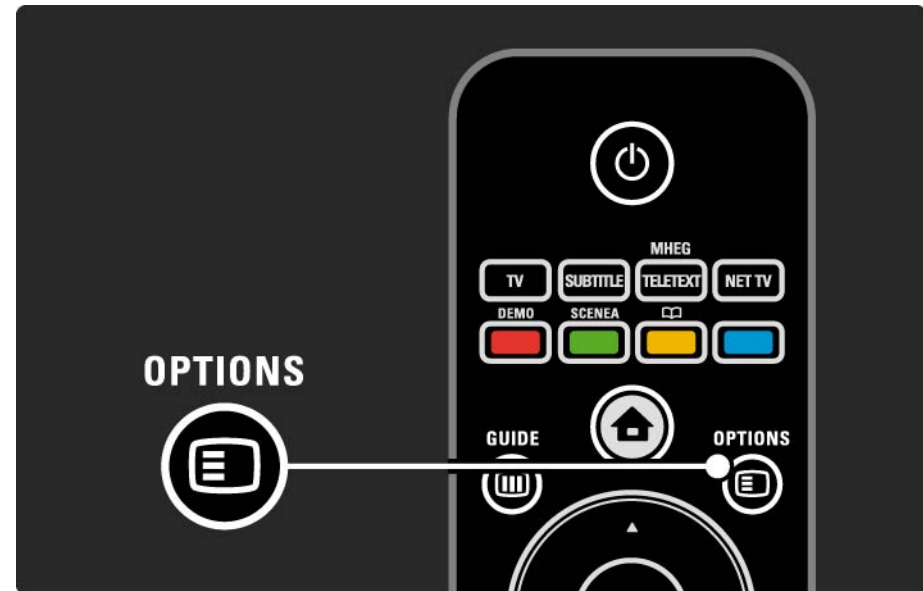 MHEG
TV SUBTITLE TELETEXT NET TV
DEMO SCENEA
OPTIONS
GUIDE OPTIONS